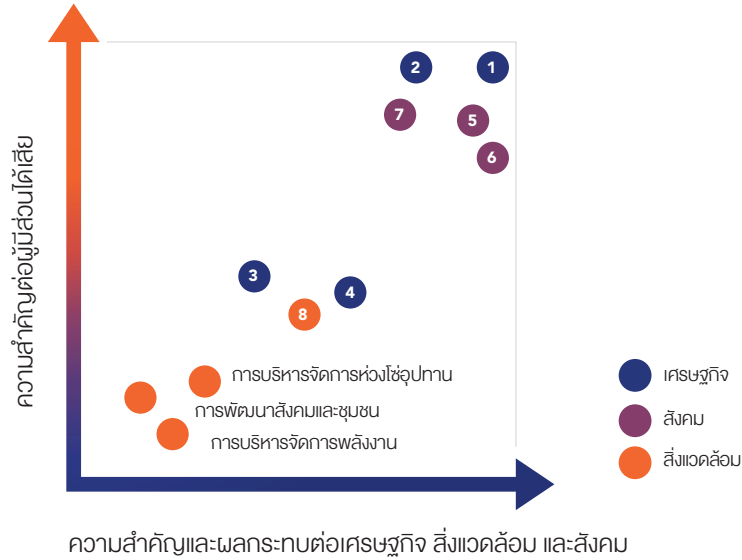 ความสำคัญต่อผู้มีส่วนได้เสีย
2
1
7
5
6
3
4
8
การบริหารจัดการห่วงโซ่อุปทาน
การพัฒนาสังคมและชุมชน
การบริหารจัดการพลังงาน
เศรษฐกิจ
สังคม
สิ่งแวดล้อม
ความสำคัญและผลกระทบต่อเศรษฐกิจ สิ่งแวดล้อม และสังคม